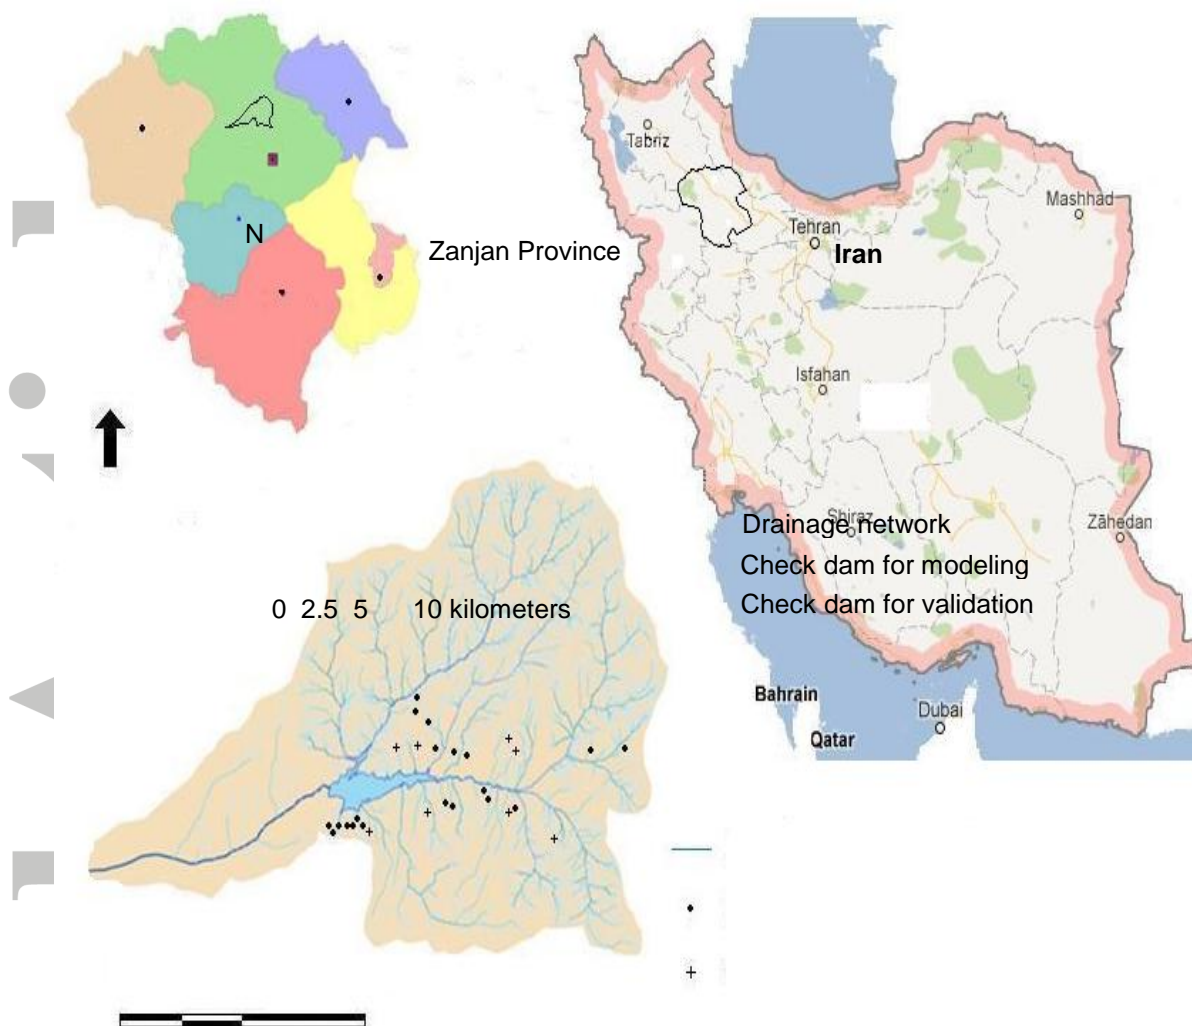 N
Zanjan Province
Tabriz
Mashhad
Tehran
Iran
Isfahan
Shiraz
Drainage network
Zāhedan
Check dam for modeling
Check dam for validation
0 2.5 5 10 kilometers
Bahrain
Dubai
Qatar